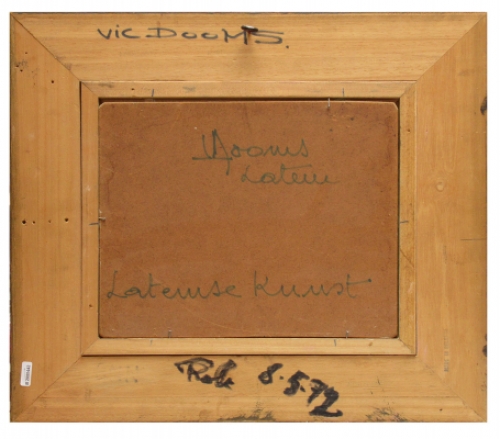 VIC. DOOMS.
VDooms
Latem
Latemse Kunst
Rob 8.5.72